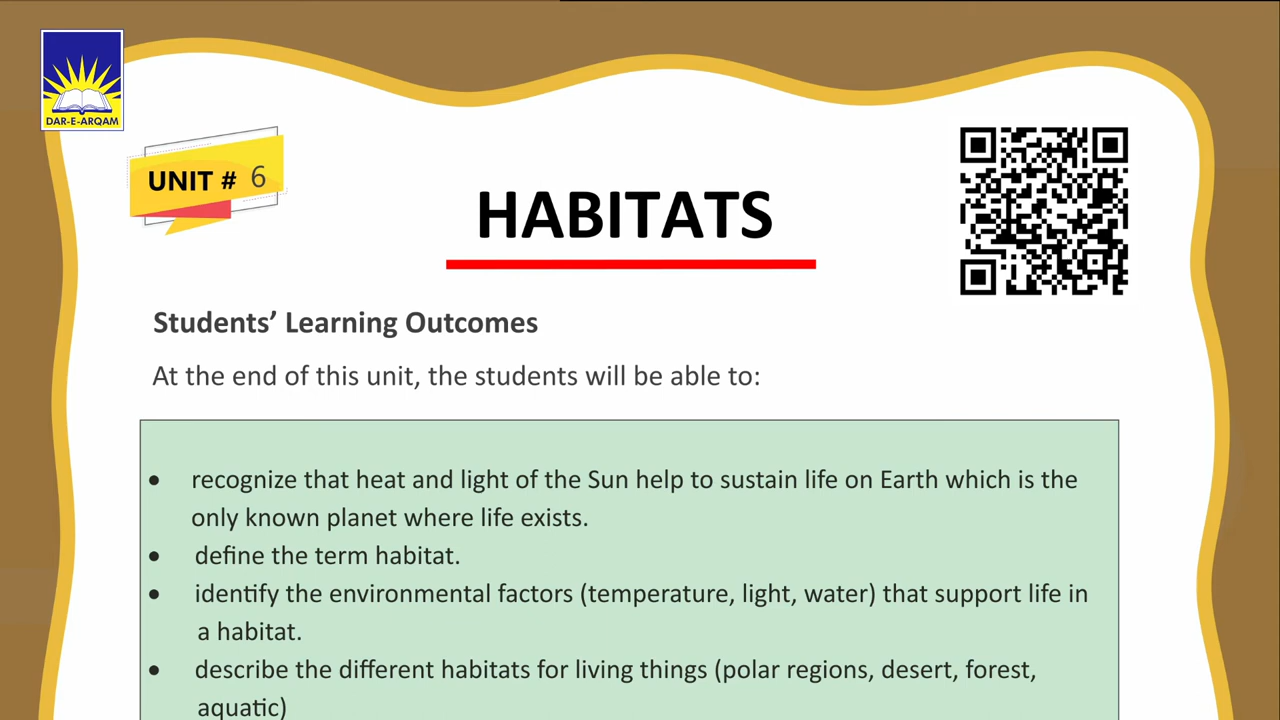 DAR-E-ARQAM
UNIT # 6
HABITATS
Students’ Learning Outcomes
At the end of this unit, the students will be able to:
• recognize that heat and light of the Sun help to sustain life on Earth which is the
only known planet where life exists.
• define the term habitat.
• identify the environmental factors (temperature, light, water) that support life in
a habitat.
• describe the different habitats for living things (polar regions, desert, forest,
aquatic)